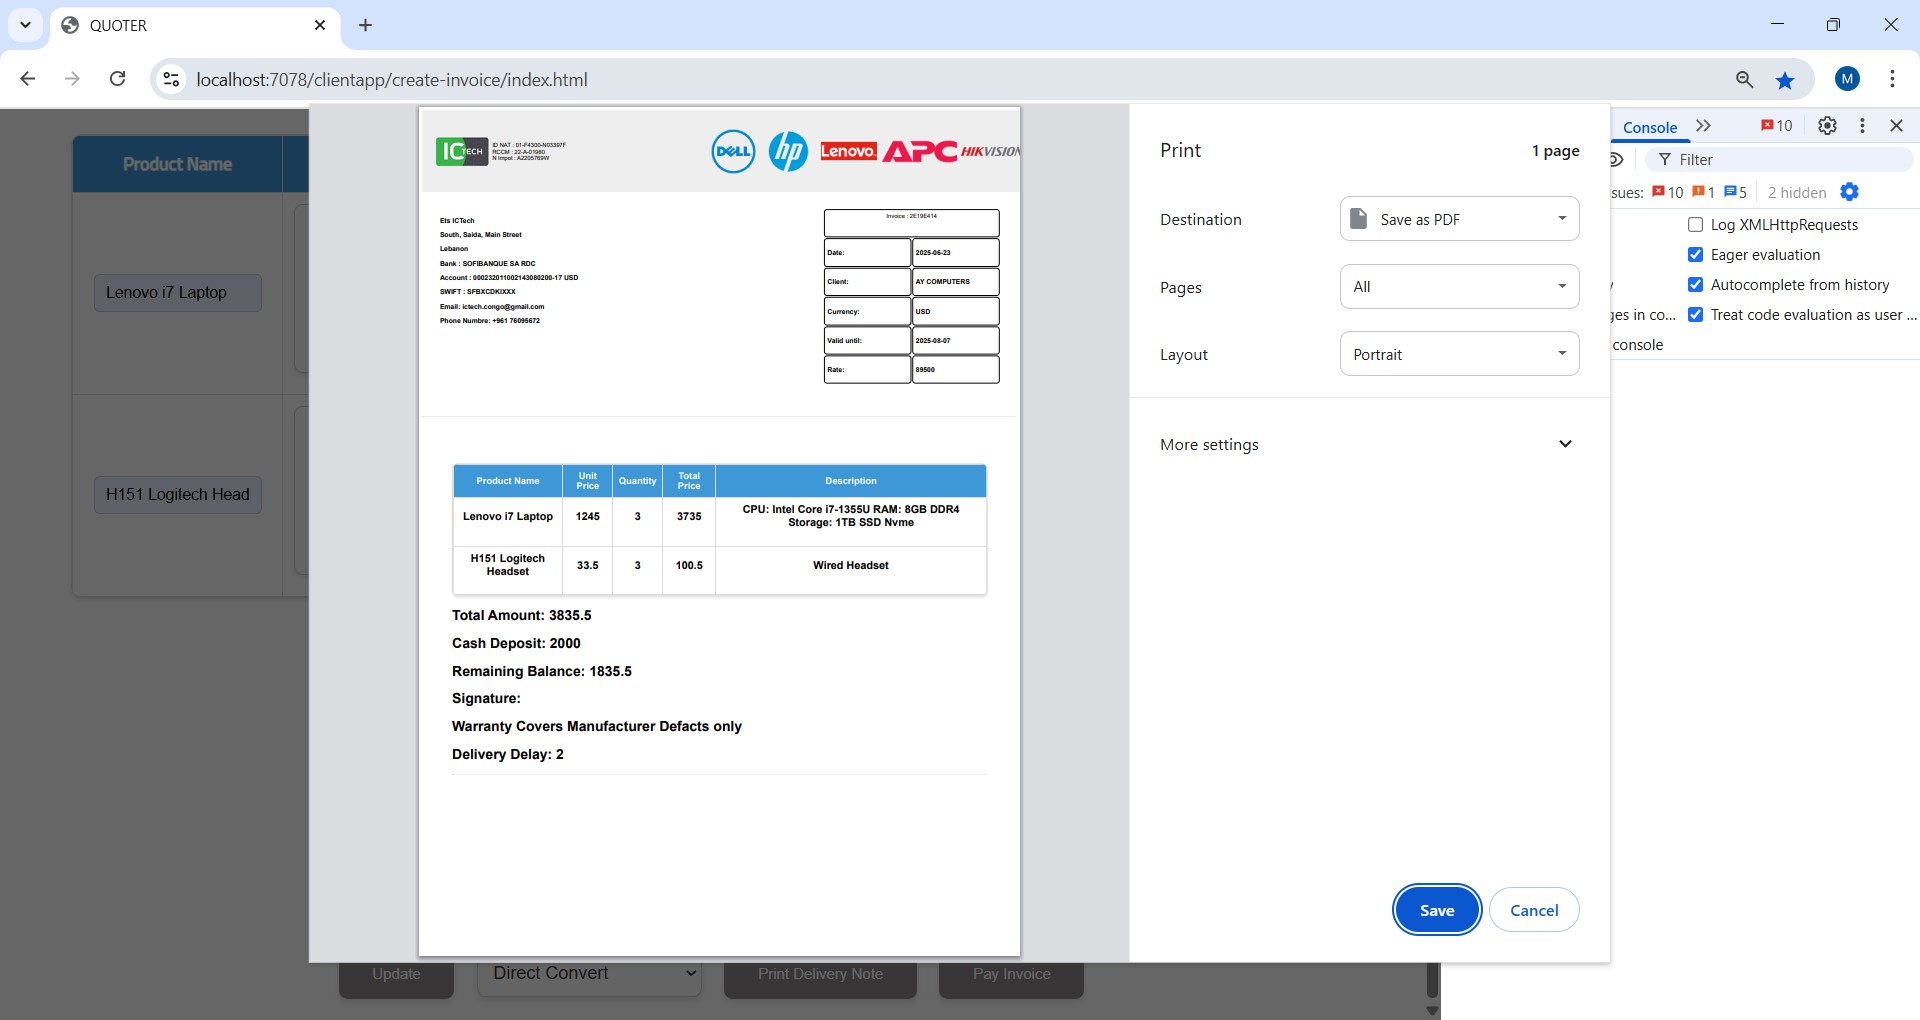 QUOTER
localhost:7078/clientapp/create-invoice/index.html
M
Product Name
Lenovo i7 Laptop
H151 Logitech Head
Update
Direct Convert
Print Delivery Note
Pay Invoice
IC TECH
ID NAT : 01-F4300-N03397F
RCCM : 22-A-01980
N Impot : A2205769W
DELL
hp
Lenovo
APC
HIKVISION
Ets ICTech
South, Saida, Main Street
Lebanon
Bank : SOFIBANQUE SA RDC
Account : 000232011002143080200-17 USD
SWIFT : SFBXCDKIXXX
Email: ictech.congo@gmail.com
Phone Numbre: +961 76095672
Invoice : 2E19E414
Date: 2025-06-23
Client: AY COMPUTERS
Currency: USD
Valid until: 2025-08-07
Rate: 89500
Product Name Unit Price Quantity Total Price Description
Lenovo i7 Laptop 1245 3 3735 CPU: Intel Core i7-1355U RAM: 8GB DDR4
Storage: 1TB SSD Nvme
H151 Logitech Headset 33.5 3 100.5 Wired Headset
Total Amount: 3835.5
Cash Deposit: 2000
Remaining Balance: 1835.5
Signature:
Warranty Covers Manufacturer Defacts only
Delivery Delay: 2
Print 1 page
Destination Save as PDF
Pages All
Layout Portrait
More settings
Save Cancel
Console
10
Filter
sues: 10 1 5 2 hidden
Log XMLHttpRequests
Eager evaluation
Autocomplete from history
ges in co... Treat code evaluation as user ...
console